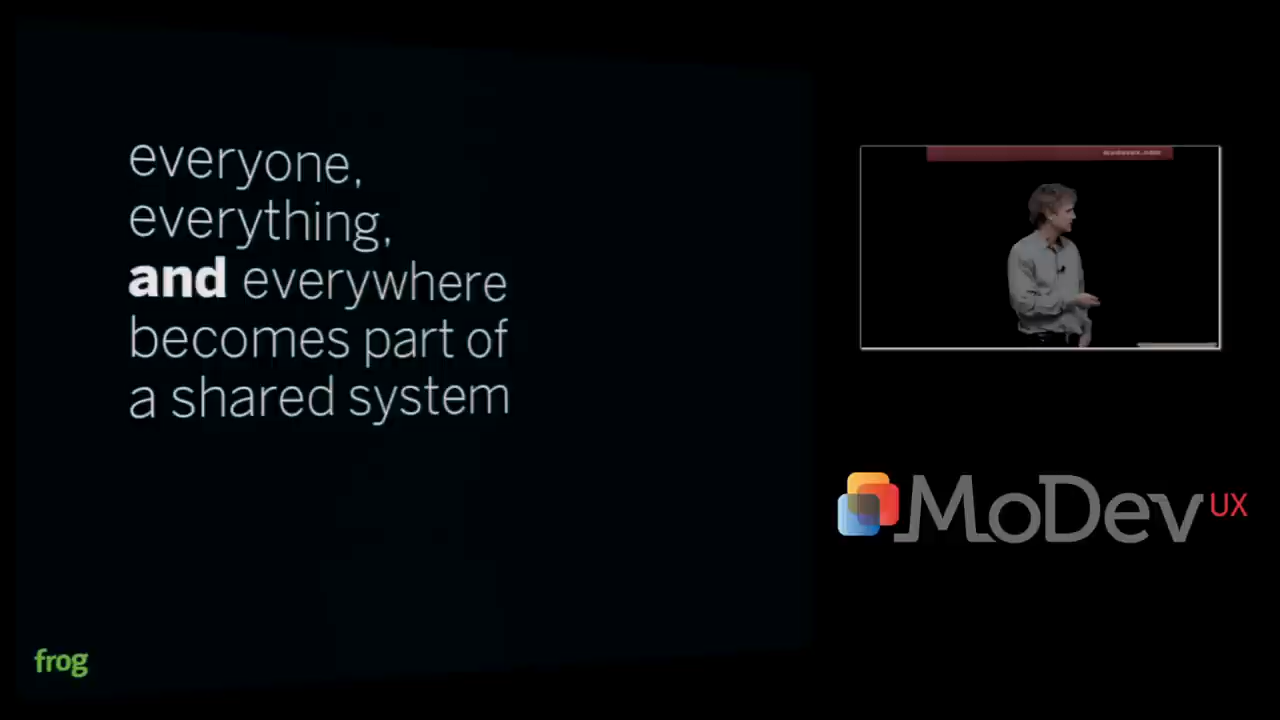 everyone,
everything,
and everywhere
becomes part of
a shared system
frog
MoDev UX